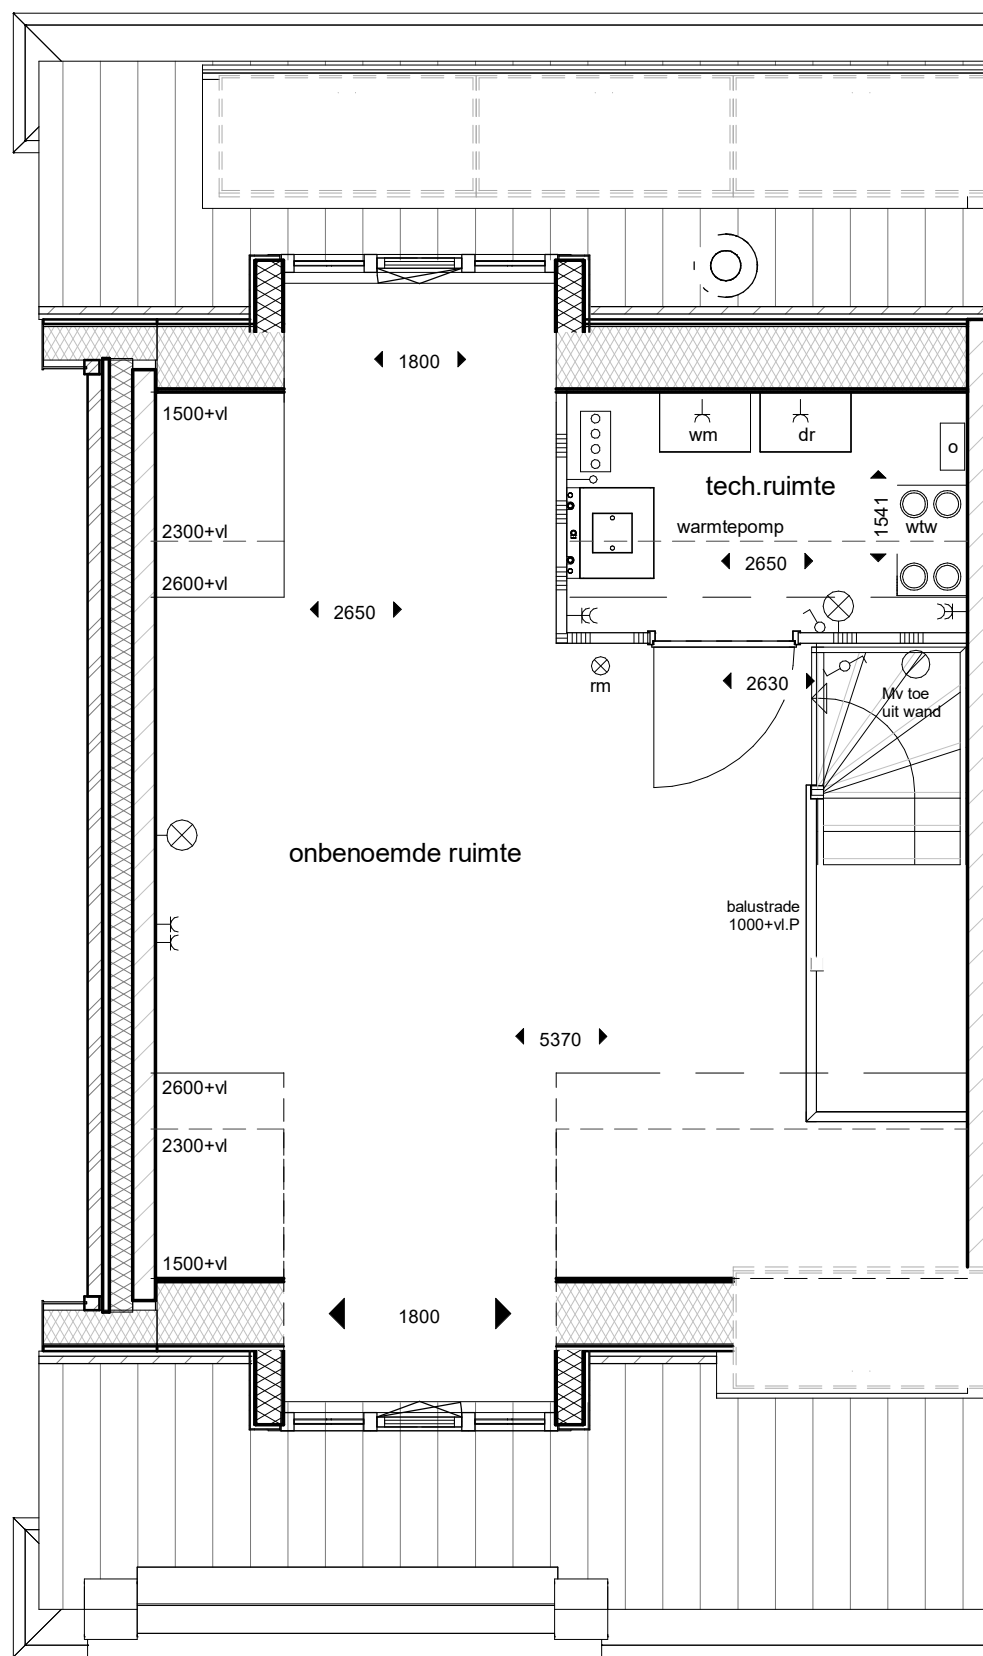 1800
1500+vl
wm
dr
o
tech.ruimte
2300+vl
warmtepomp
1541
wtw
2650
2600+vl
2650
rm
2630
Mv toe
uit wand
onbenoemde ruimte
balustrade
1000+vl.P
5370
2600+vl
2300+vl
1500+vl
1800